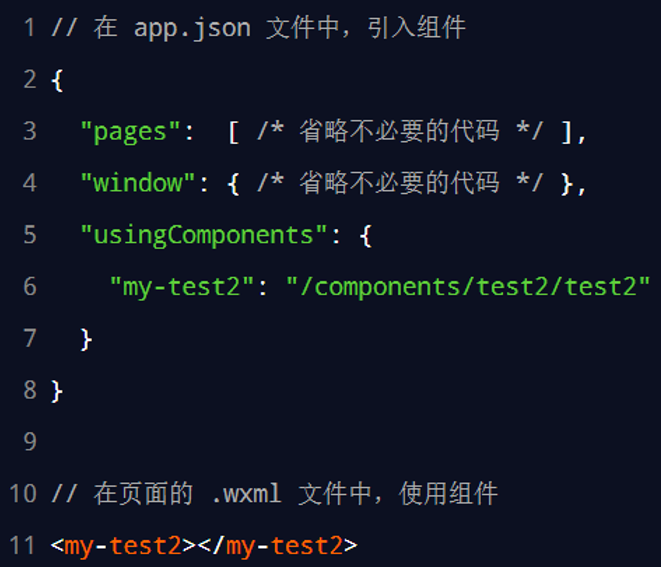 1 // 在 app.json 文件中，引入组件
2 {
3   "pages":  [ /* 省略不必要的代码 */ ],
4   "window": { /* 省略不必要的代码 */ },
5   "usingComponents": {
6     "my-test2": "/components/test2/test2"
7   }
8 }
9
10 // 在页面的 .wxml 文件中，使用组件
11 <my-test2></my-test2>